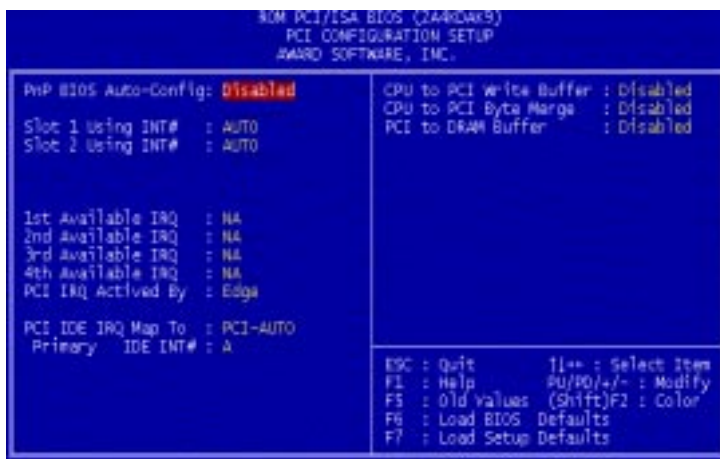 ROM PCI/ISA BIOS (2A4KDAK9)
PCI CONFIGURATION SETUP
AWARD SOFTWARE, INC.
PnP BIOS Auto-Config: Disabled
Slot 1 Using INT# : AUTO
Slot 2 Using INT# : AUTO
1st Available IRQ : NA
2nd Available IRQ : NA
3rd Available IRQ : NA
4th Available IRQ : NA
PCI IRQ Actived By : Edge
PCI IDE IRQ Map To : PCI-AUTO
Primary IDE INT# : A
CPU to PCI Write Buffer : Disabled
CPU to PCI Byte Merge : Disabled
PCI to DRAM Buffer : Disabled
ESC : Quit ↑↓→← : Select Item
F1 : Help PU/PD/+/- : Modify
F5 : Old Values (Shift)F2 : Color
F6 : Load BIOS Defaults
F7 : Load Setup Defaults